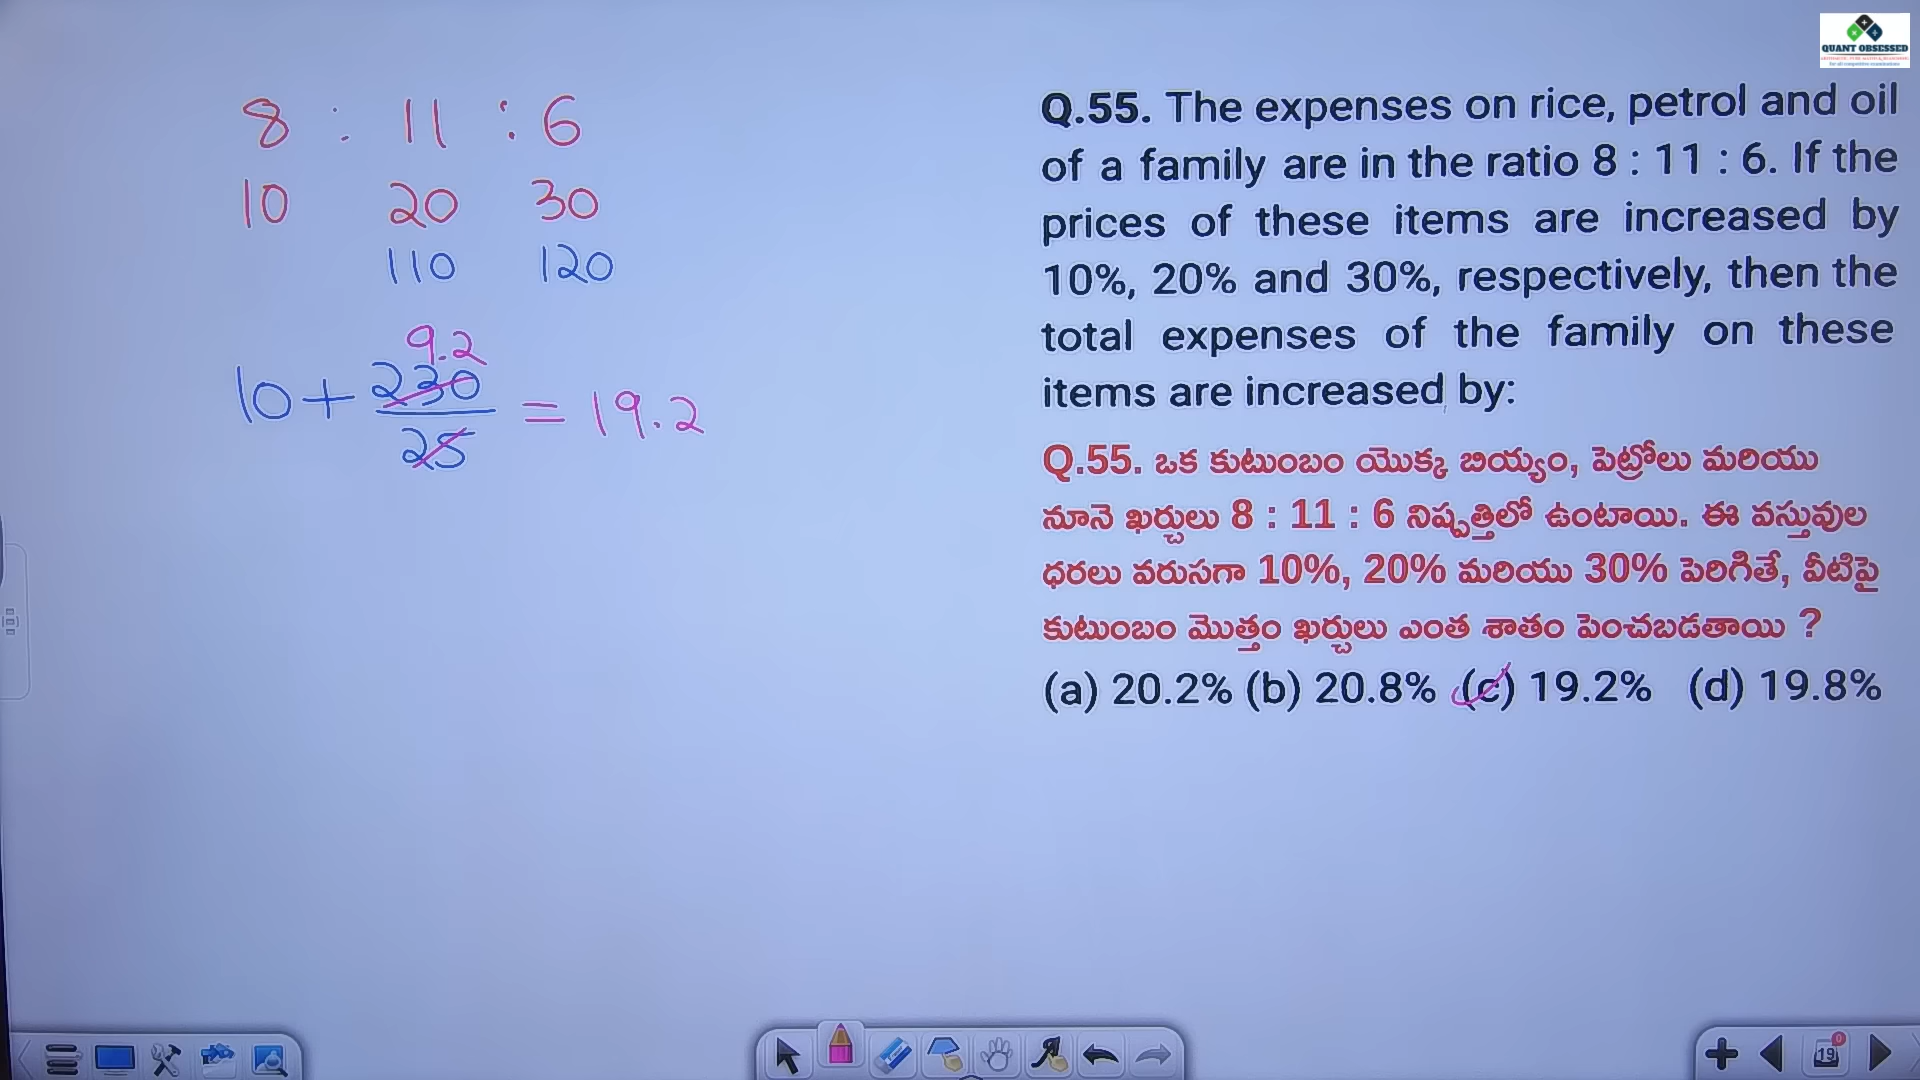 QUANT OBSESSED
8 : 11 : 6
10 20 30
110 120
9.2
10 + 230/25 = 19.2
Q.55. The expenses on rice, petrol and oil
of a family are in the ratio 8 : 11 : 6. If the
prices of these items are increased by
10%, 20% and 30%, respectively, then the
total expenses of the family on these
items are increased by:
Q.55. ఒక కుటుంబం యొక్క బియ్యం, పెట్రోలు మరియు
నూనె ఖర్చులు 8 : 11 : 6 నిష్పత్తిలో ఉంటాయి. ఈ వస్తువుల
ధరలు వరుసగా 10%, 20% మరియు 30% పెరిగితే, వీటిపై
కుటుంబం మొత్తం ఖర్చులు ఎంత శాతం పెంచబడతాయి ?
(a) 20.2% (b) 20.8% (c) 19.2% (d) 19.8%
19
0